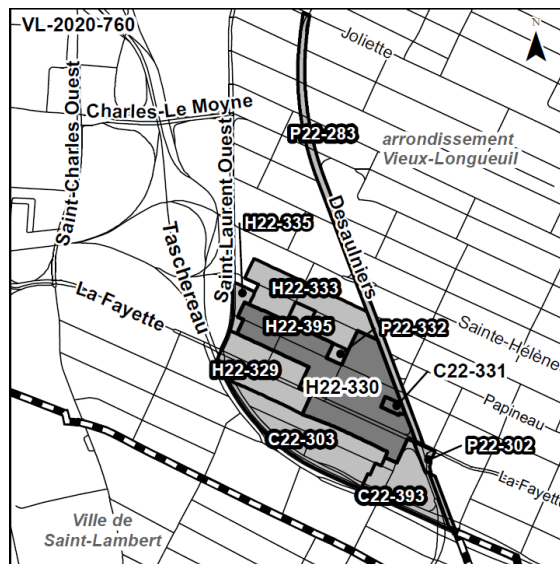 VL-2020-760
N
Joliette
Saint-Charles Ouest
Charles-Le Moyne
Saint-Laurent Ouest
P22-283
arrondissement
Vieux-Longueuil
Desaulniers
Taschereau
H22-335
La-Fayette
H22-333
H22-395
P22-332
Sainte-Hélène
H22-329
H22-330
C22-331
Papineau
C22-303
P22-302
La-Fayette
C22-393
Ville de
Saint-Lambert